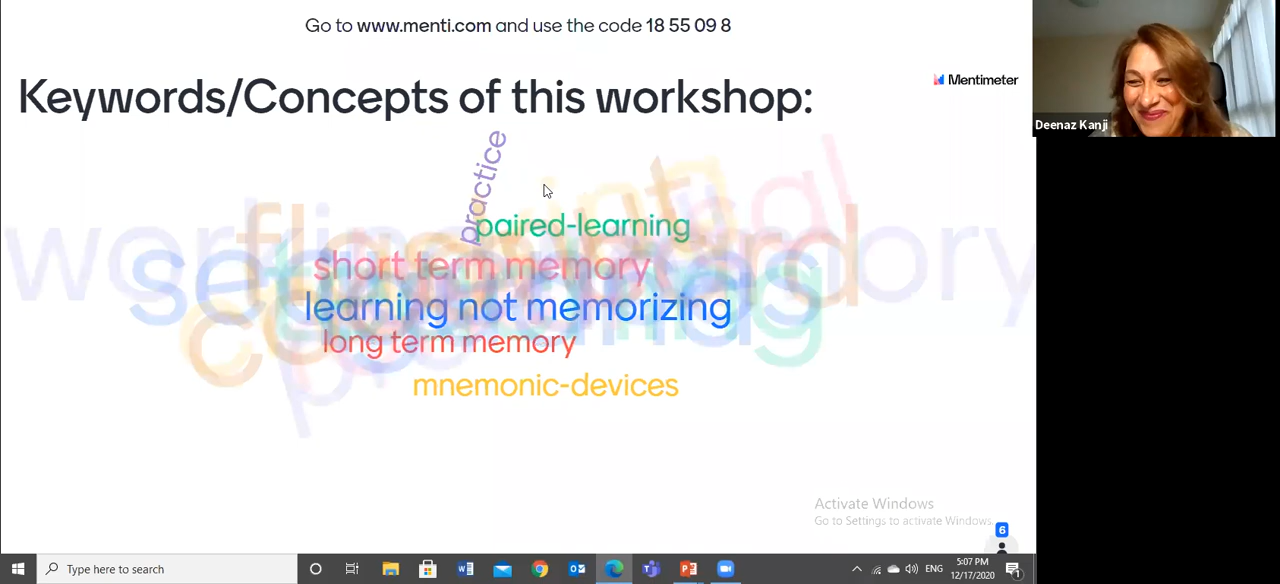 Go to www.menti.com and use the code 18 55 09 8
Keywords/Concepts of this workshop:
Mentimeter
Deenaz Kanji
practice
paired-learning
short term memory
learning not memorizing
long term memory
mnemonic-devices
Activate Windows
Go to Settings to activate Windows.
6
Type here to search
ENG
5:07 PM
12/17/2020
1